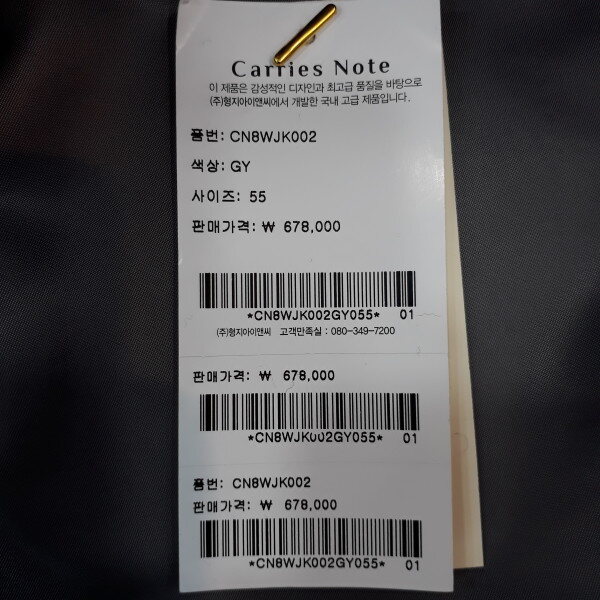 Carries Note
이 제품은 감성적인 디자인과 최고급 품질을 바탕으로
(주)형지아이앤씨에서 개발한 국내 고급 제품입니다.
품번: CN8WJK002
색상: GY
사이즈: 55
판매가격: ₩ 678,000
*CN8WJK002GY055* 01
(주)형지아이앤씨 고객만족실 : 080-349-7200
판매가격: ₩ 678,000
*CN8WJK002GY055* 01
품번: CN8WJK002
판매가격: ₩ 678,000
*CN8WJK002GY055* 01